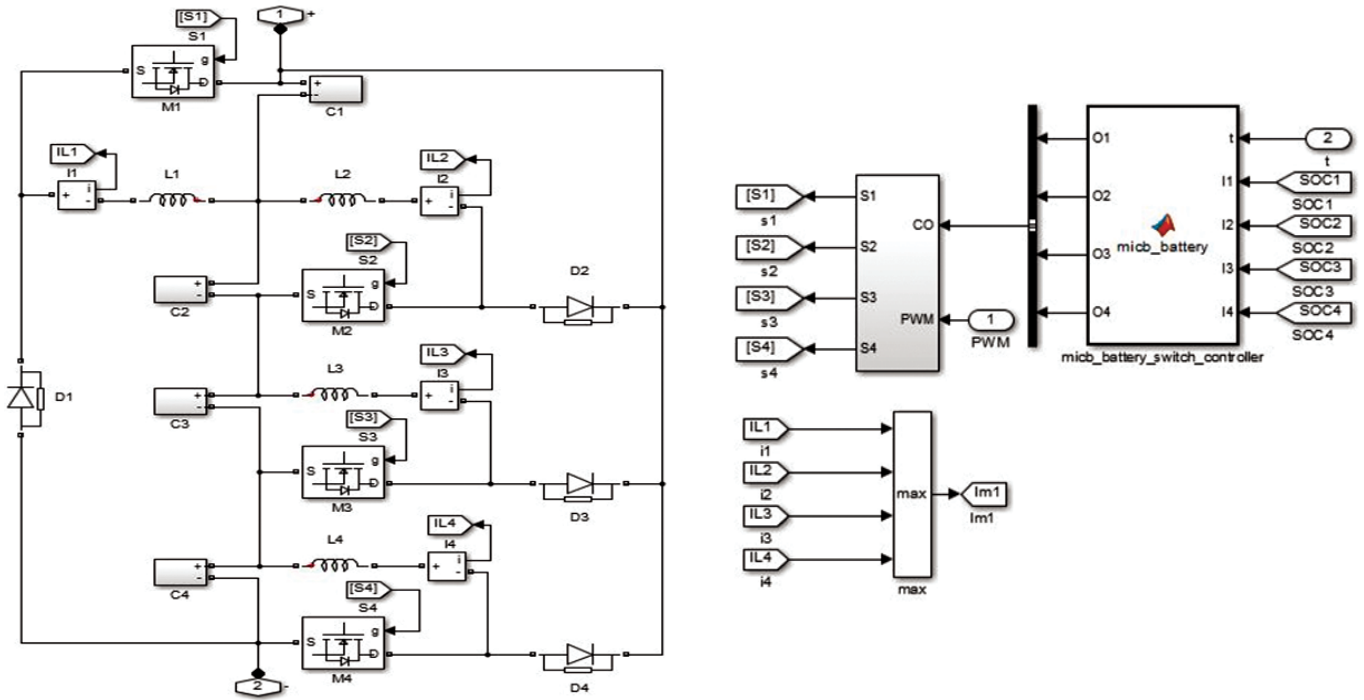 [S1]
S1
1
+
S
g
D
M1
+
-
C1
IL1
I1
+
i
-
L1
L2
IL2
I2
+
i
-
[S2]
S2
S
g
D
M2
D2
+
-
C2
L3
IL3
I3
+
i
-
+
-
C3
D1
[S3]
S3
S
g
D
M3
D3
L4
IL4
I4
+
i
-
+
-
C4
[S4]
S4
S
g
D
M4
D4
2
-
[S1]
s1
[S2]
s2
[S3]
s3
[S4]
s4
S1
S2
S3
S4
CO
PWM
1
PWM
O1
O2
O3
O4
micb_battery
t
I1
I2
I3
I4
micb_battery_switch_controller
2
t
SOC1
SOC1
SOC2
SOC2
SOC3
SOC3
SOC4
SOC4
IL1
i1
IL2
i2
IL3
i3
IL4
i4
max
max
Im1
Im1